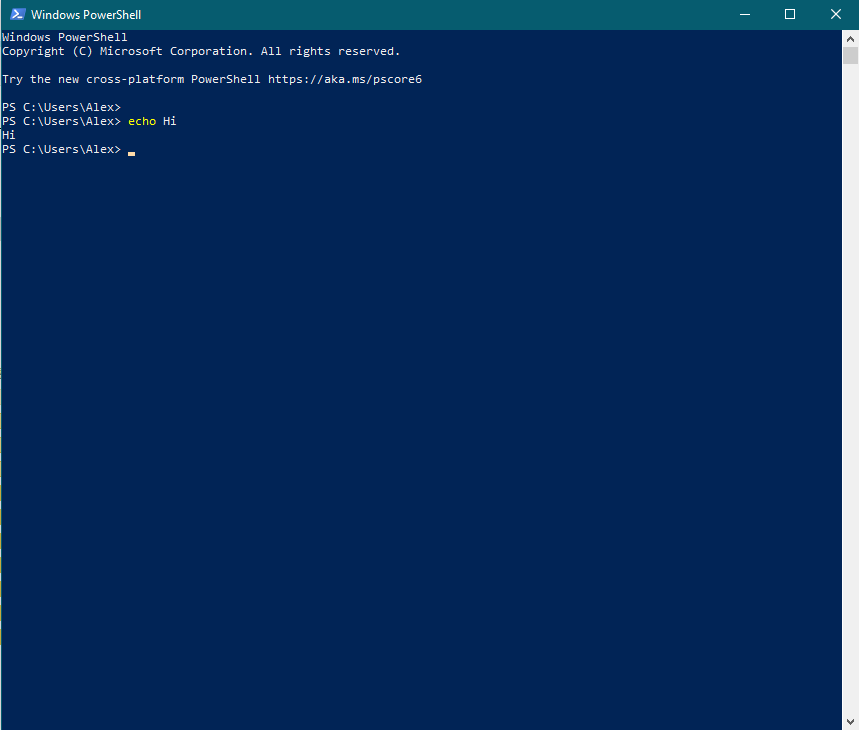 Windows PowerShell
Windows PowerShell
Copyright (C) Microsoft Corporation. All rights reserved.
Try the new cross-platform PowerShell https://aka.ms/pscore6
PS C:\Users\Alex>
PS C:\Users\Alex> echo Hi
Hi
PS C:\Users\Alex>